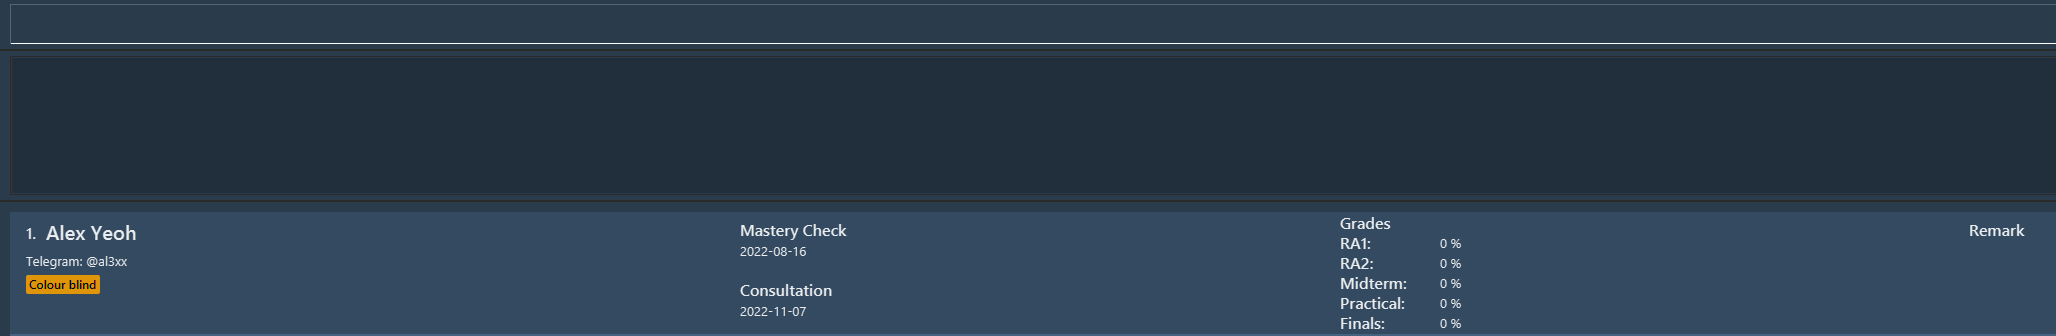 1. Alex Yeoh
Telegram: @al3xx
Colour blind
Mastery Check
2022-08-16
Consultation
2022-11-07
Grades
RA1: 0 %
RA2: 0 %
Midterm: 0 %
Practical: 0 %
Finals: 0 %
Remark